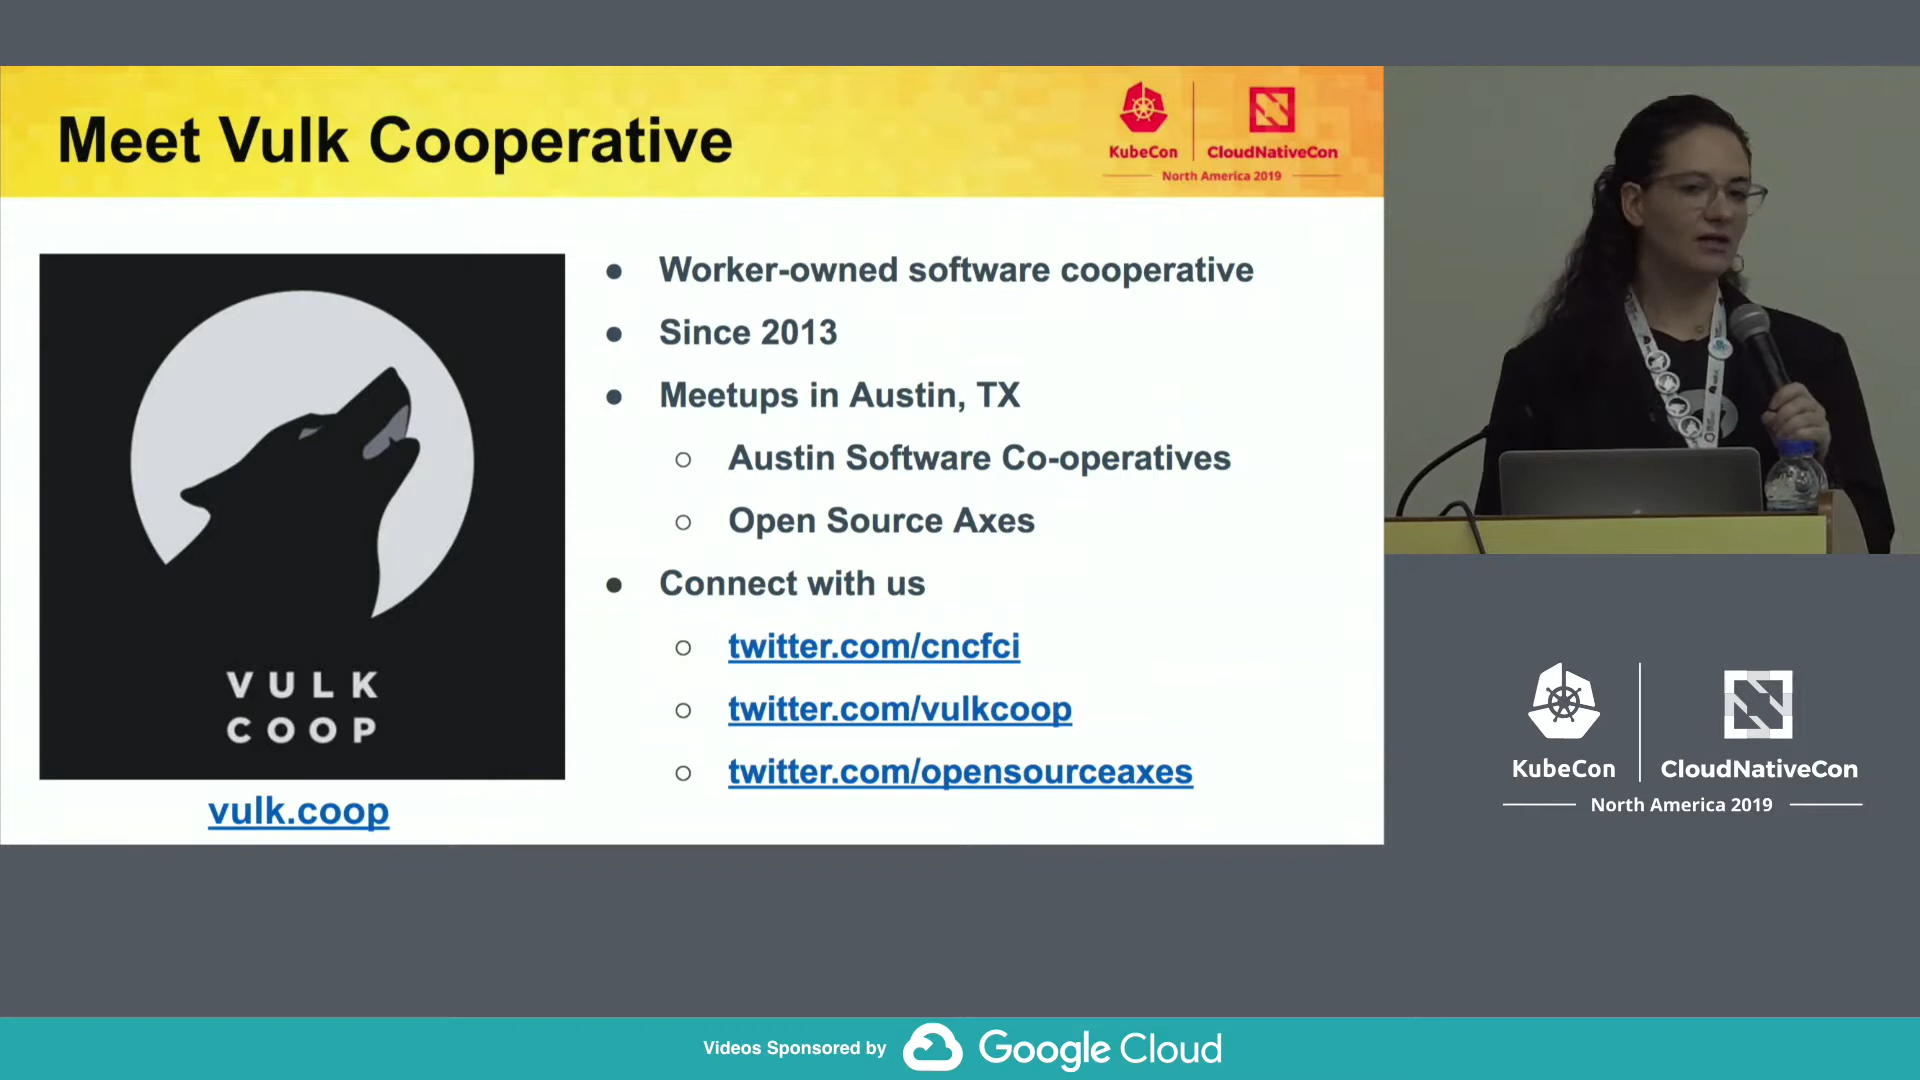 Meet Vulk Cooperative
KubeCon
CloudNativeCon
North America 2019
VULK
COOP
vulk.coop
Worker-owned software cooperative
Since 2013
Meetups in Austin, TX
Austin Software Co-operatives
Open Source Axes
Connect with us
twitter.com/cncfci
twitter.com/vulkcoop
twitter.com/opensourceaxes
KubeCon
CloudNativeCon
North America 2019
Videos Sponsored by
Google Cloud